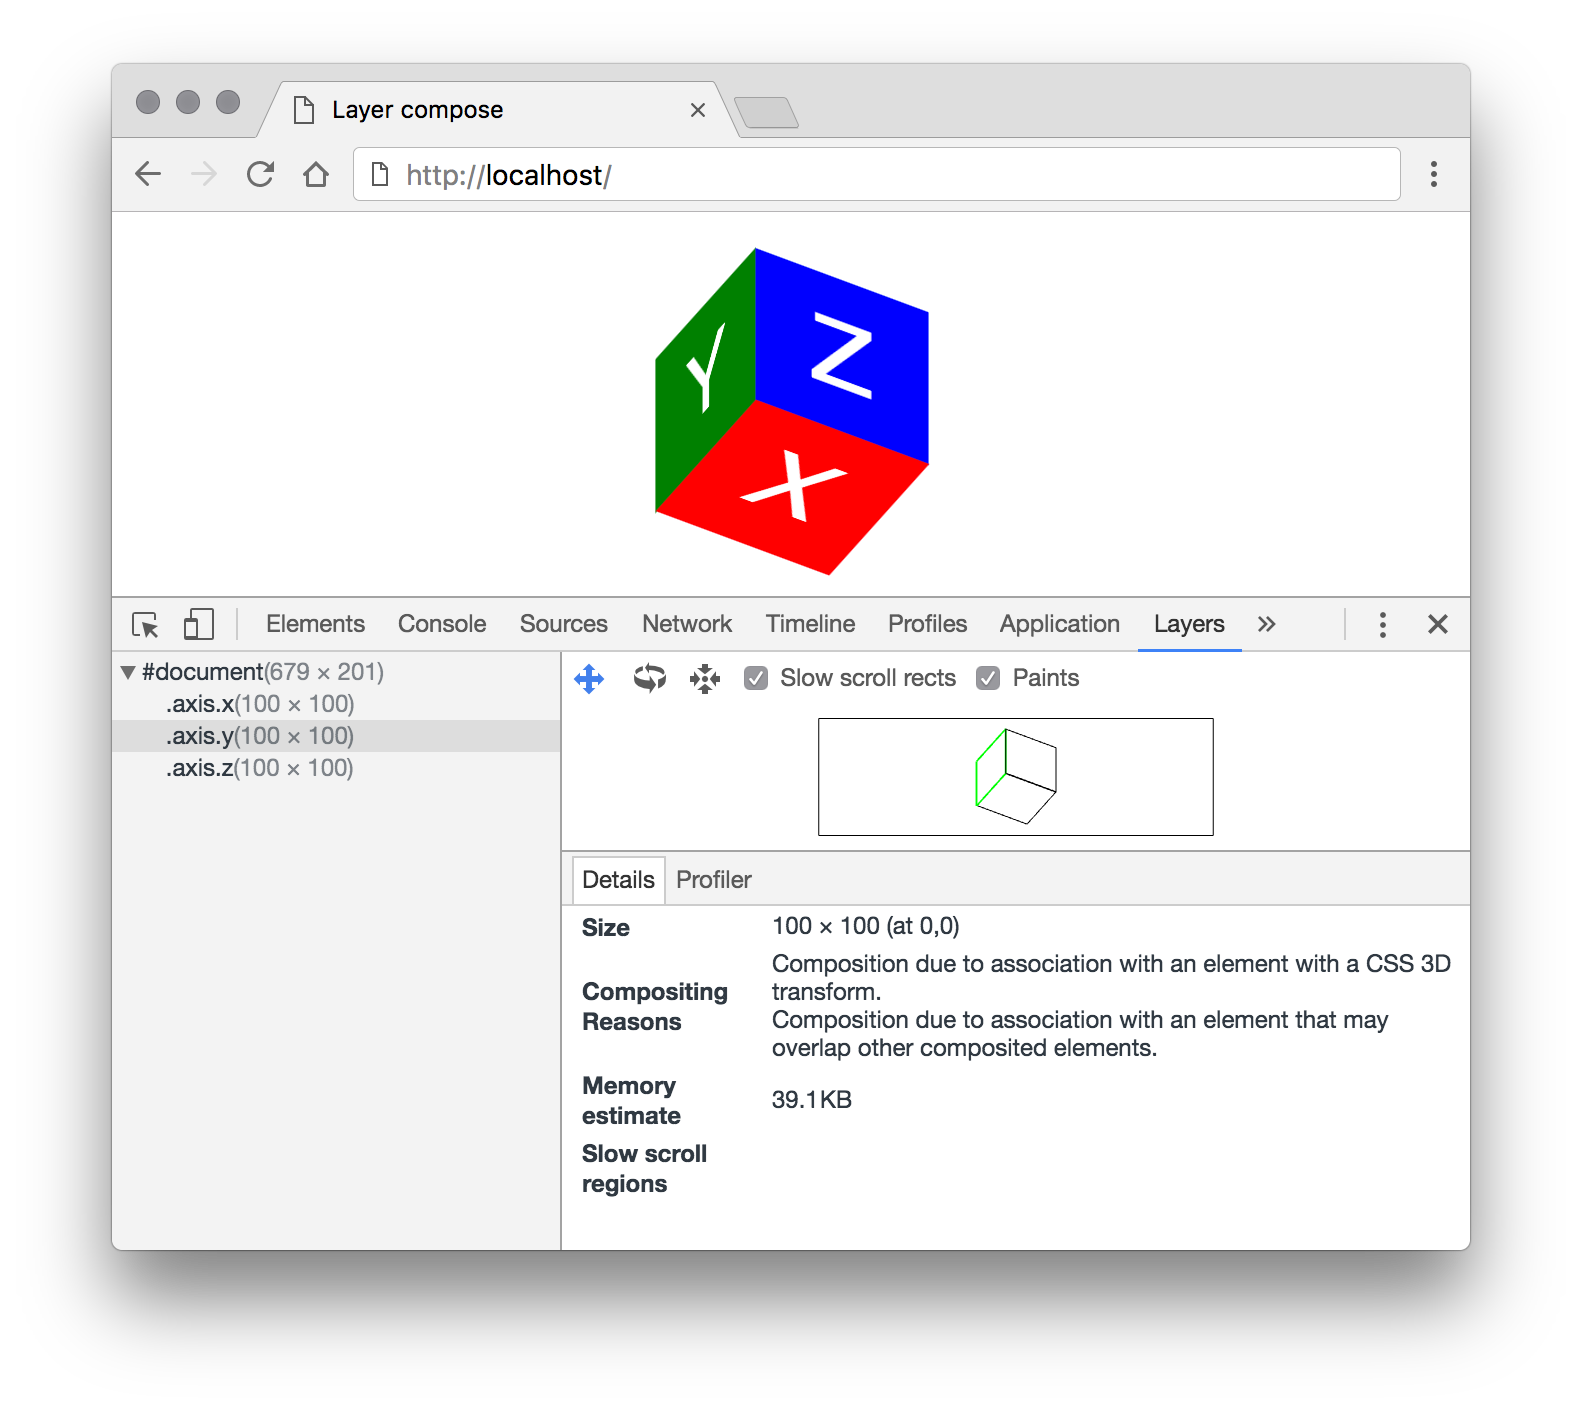 Layer compose
http://localhost/
Y
Z
X
Elements Console Sources Network Timeline Profiles Application Layers
#document(679 × 201)
.axis.x(100 × 100)
.axis.y(100 × 100)
.axis.z(100 × 100)
Slow scroll rects Paints
Details Profiler
Size 100 × 100 (at 0,0)
Compositing
Reasons
Composition due to association with an element with a CSS 3D
transform.
Composition due to association with an element that may
overlap other composited elements.
Memory
estimate
39.1KB
Slow scroll
regions